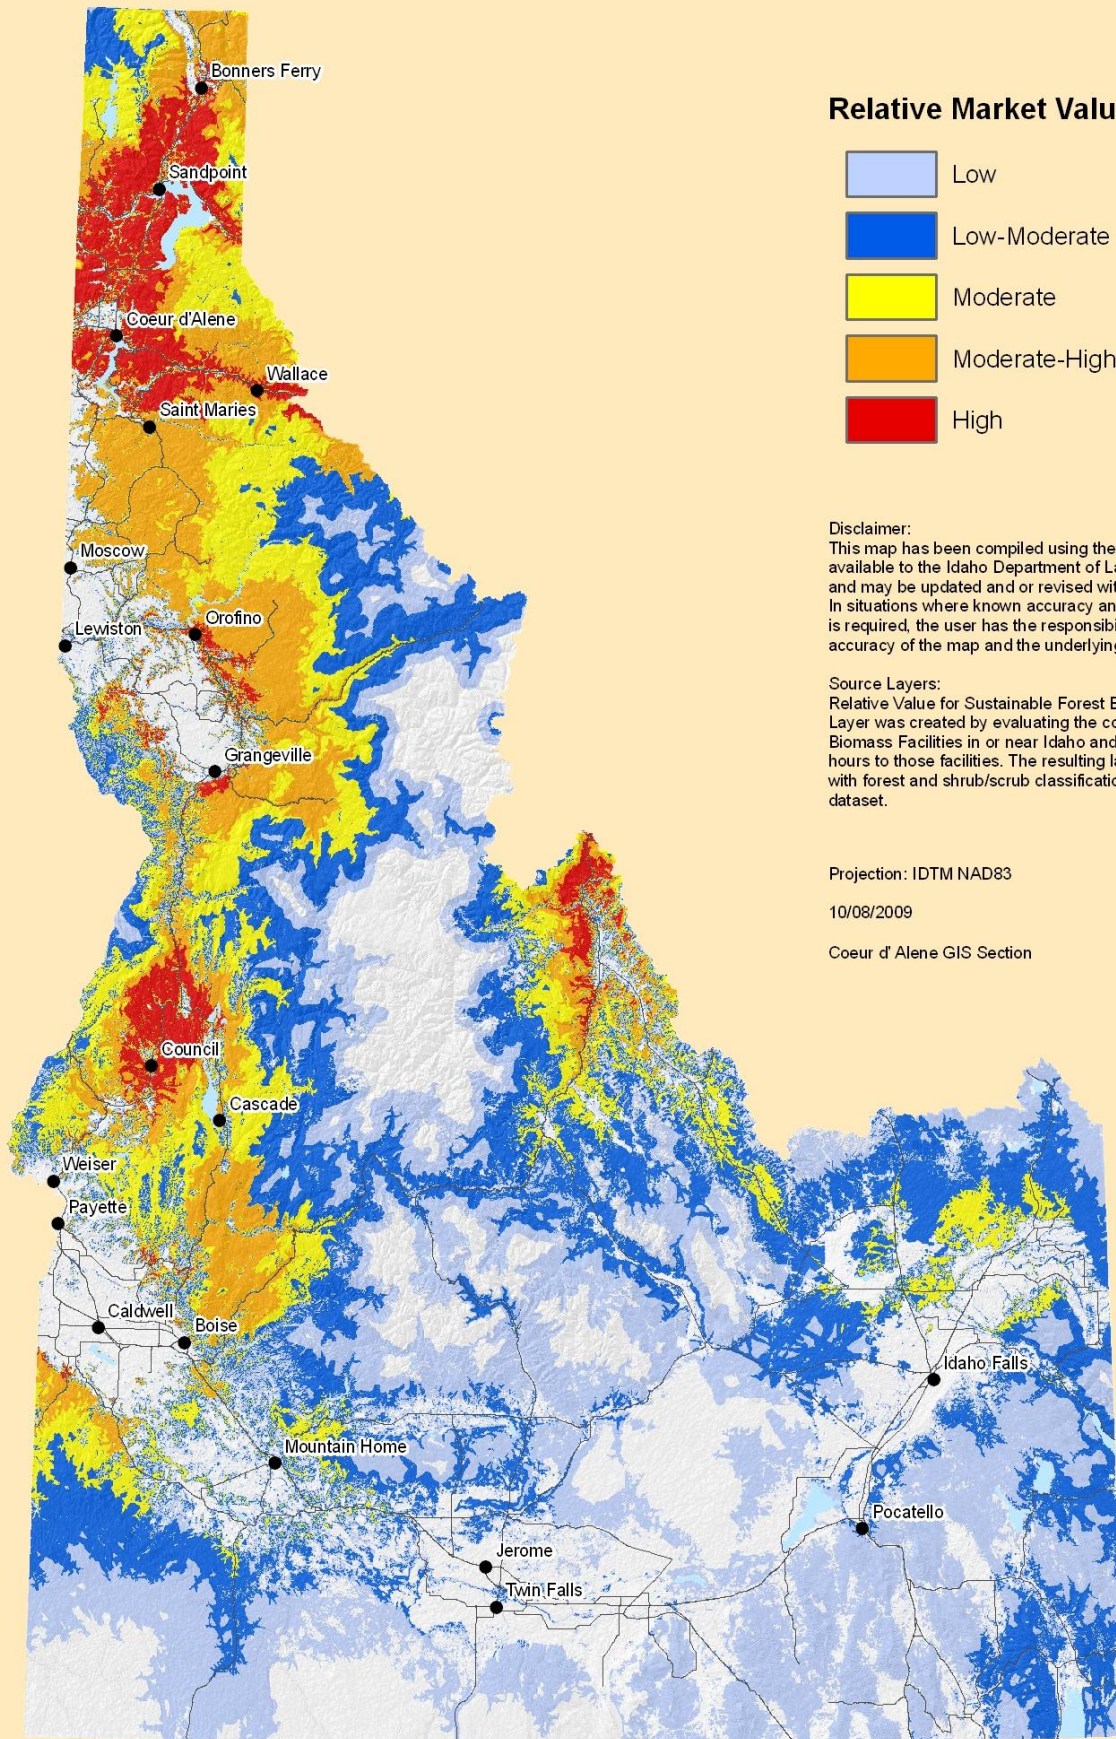 Bonners Ferry
Sandpoint
Coeur d'Alene
Wallace
Saint Maries
Moscow
Orofino
Lewiston
Grangeville
Council
Cascade
Weiser
Payette
Caldwell
Boise
Idaho Falls
Mountain Home
Pocatello
Jerome
Twin Falls
Relative Market Valu
Low
Low-Moderate
Moderate
Moderate-High
High
Disclaimer:
This map has been compiled using the
available to the Idaho Department of La
and may be updated and or revised wit
In situations where known accuracy an
is required, the user has the responsibi
accuracy of the map and the underlying
Source Layers:
Relative Value for Sustainable Forest B
Layer was created by evaluating the co
Biomass Facilities in or near Idaho and
hours to those facilities. The resulting la
with forest and shrub/scrub classificatio
dataset.
Projection: IDTM NAD83
10/08/2009
Coeur d' Alene GIS Section